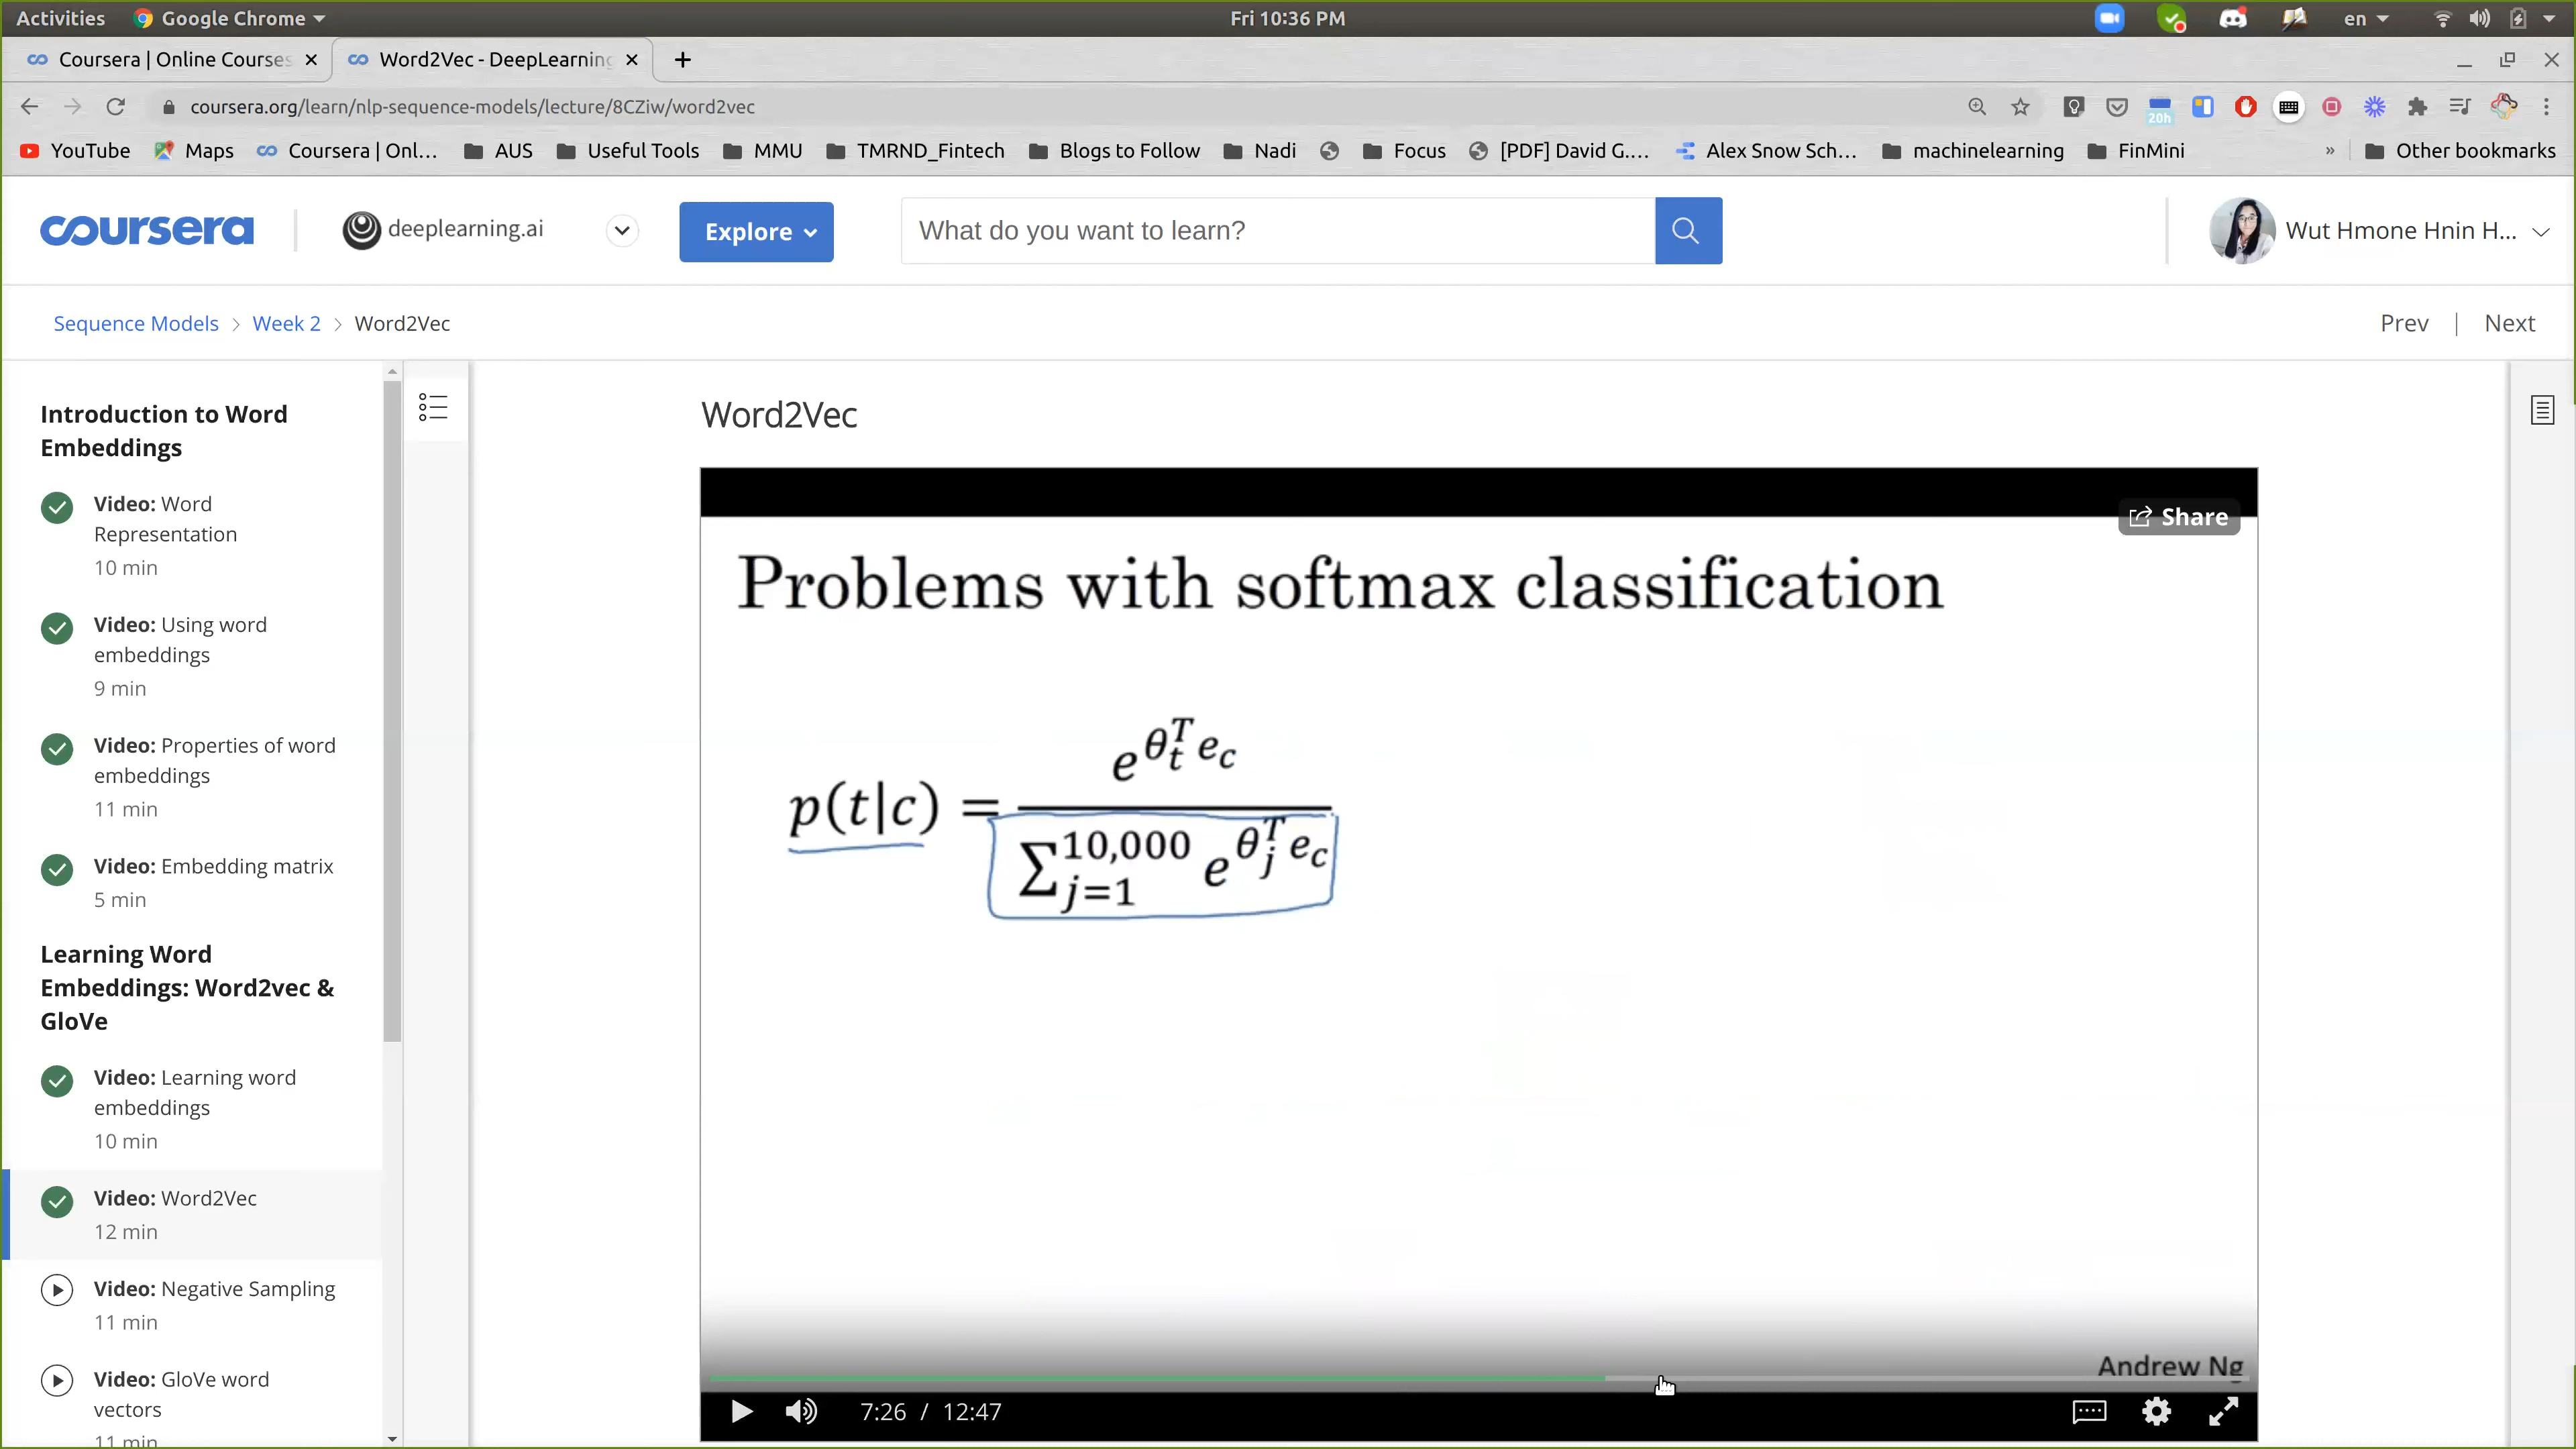 Activities Google Chrome Fri 10:36 PM en
Coursera | Online Courses Word2Vec - DeepLearning
coursera.org/learn/nlp-sequence-models/lecture/8CZiw/word2vec 20h
YouTube Maps Coursera | Onl... AUS Useful Tools MMU TMRND_Fintech Blogs to Follow Nadi Focus [PDF] David G.... Alex Snow Sch... machinelearning FinMini » Other bookmarks
coursera deeplearning.ai Explore What do you want to learn? Wut Hmone Hnin H...
Sequence Models > Week 2 > Word2Vec Prev | Next
Introduction to Word
Embeddings
Video: Word
Representation
10 min
Video: Using word
embeddings
9 min
Video: Properties of word
embeddings
11 min
Video: Embedding matrix
5 min
Learning Word
Embeddings: Word2vec &
GloVe
Video: Learning word
embeddings
10 min
Video: Word2Vec
12 min
Video: Negative Sampling
11 min
Video: GloVe word
vectors
11 min
Word2Vec
Share
Problems with softmax classification
p(t|c) = e^{θ_t^T e_c} / ∑_{j=1}^{10,000} e^{θ_j^T e_c}
Andrew Ng
7:26 / 12:47